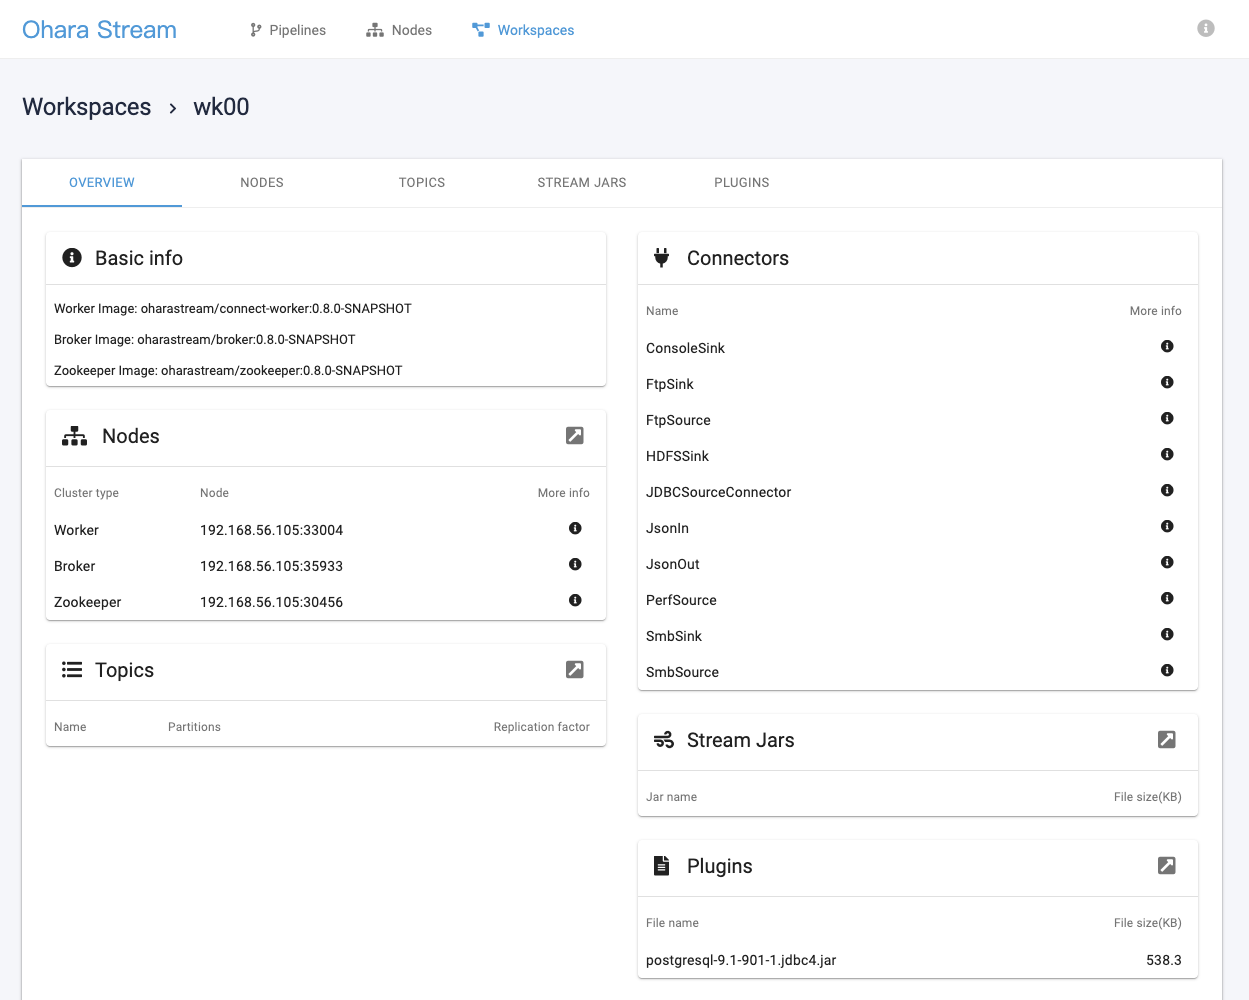 Ohara Stream
Pipelines
Nodes
Workspaces
Workspaces › wk00
OVERVIEW
NODES
TOPICS
STREAM JARS
PLUGINS
Basic info
Worker Image: oharastream/connect-worker:0.8.0-SNAPSHOT
Broker Image: oharastream/broker:0.8.0-SNAPSHOT
Zookeeper Image: oharastream/zookeeper:0.8.0-SNAPSHOT
Nodes
Cluster type Node More info
Worker 192.168.56.105:33004
Broker 192.168.56.105:35933
Zookeeper 192.168.56.105:30456
Topics
Name Partitions Replication factor
Connectors
Name More info
ConsoleSink
FtpSink
FtpSource
HDFSSink
JDBCSourceConnector
JsonIn
JsonOut
PerfSource
SmbSink
SmbSource
Stream Jars
Jar name File size(KB)
Plugins
File name File size(KB)
postgresql-9.1-901-1.jdbc4.jar 538.3